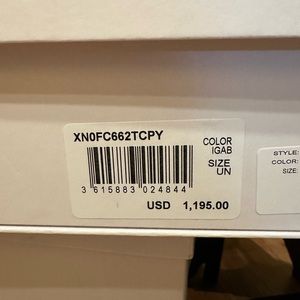 XN0FC662TCPY
COLOR
IGAB
SIZE
UN
3 615883 024844
USD 1,195.00
STYLE:
COLOR:
SIZE: